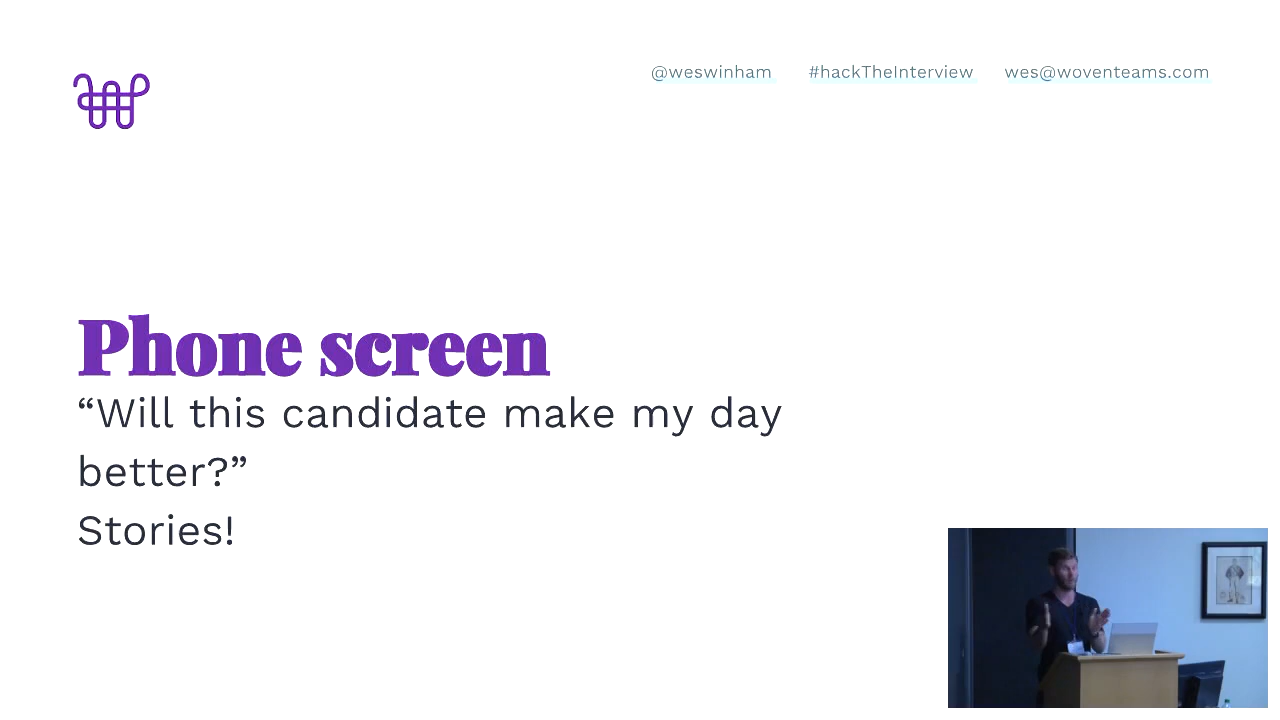 @weswinham #hackTheInterview wes@woventeams.com
Phone screen
“Will this candidate make my day
better?”
Stories!